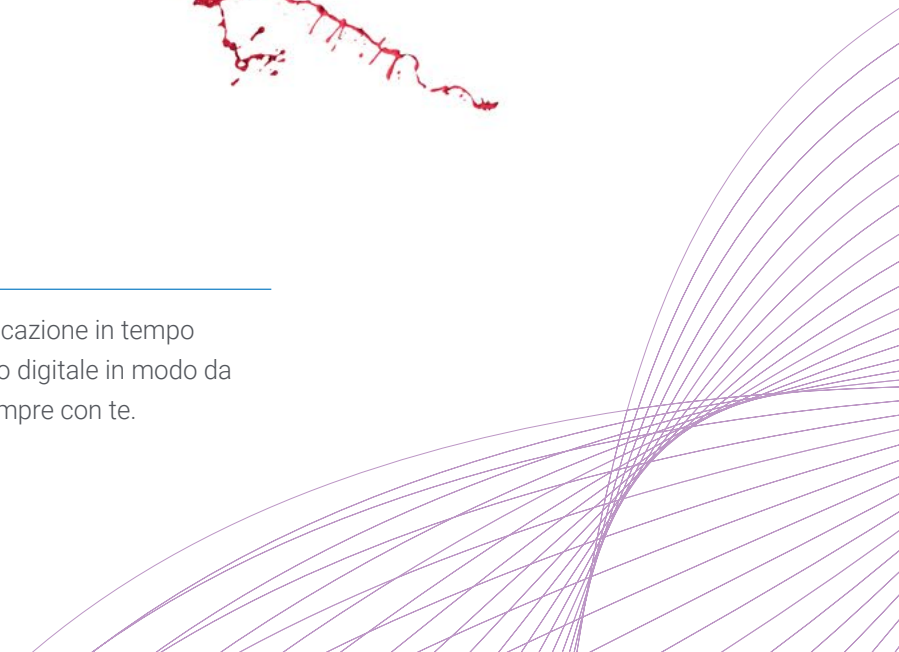 cazione in tempo
o digitale in modo da
mpre con te.